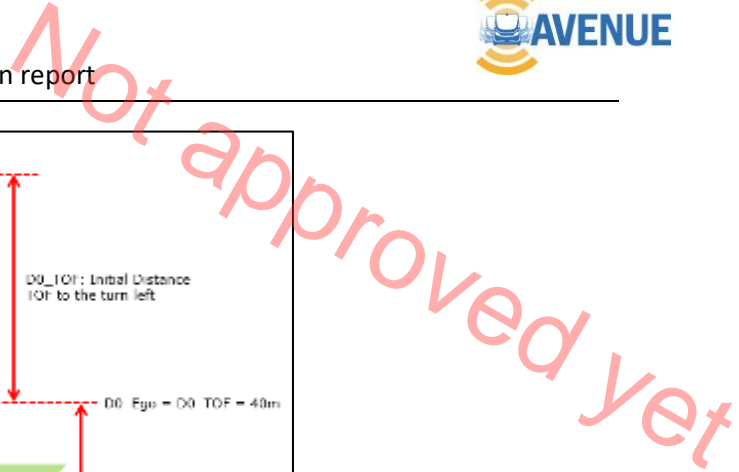 AVENUE
n report
D0_TOF: Initial Distance
TOF to the turn left
D0_Ego = D0_TOF = 40m
Not approved yet